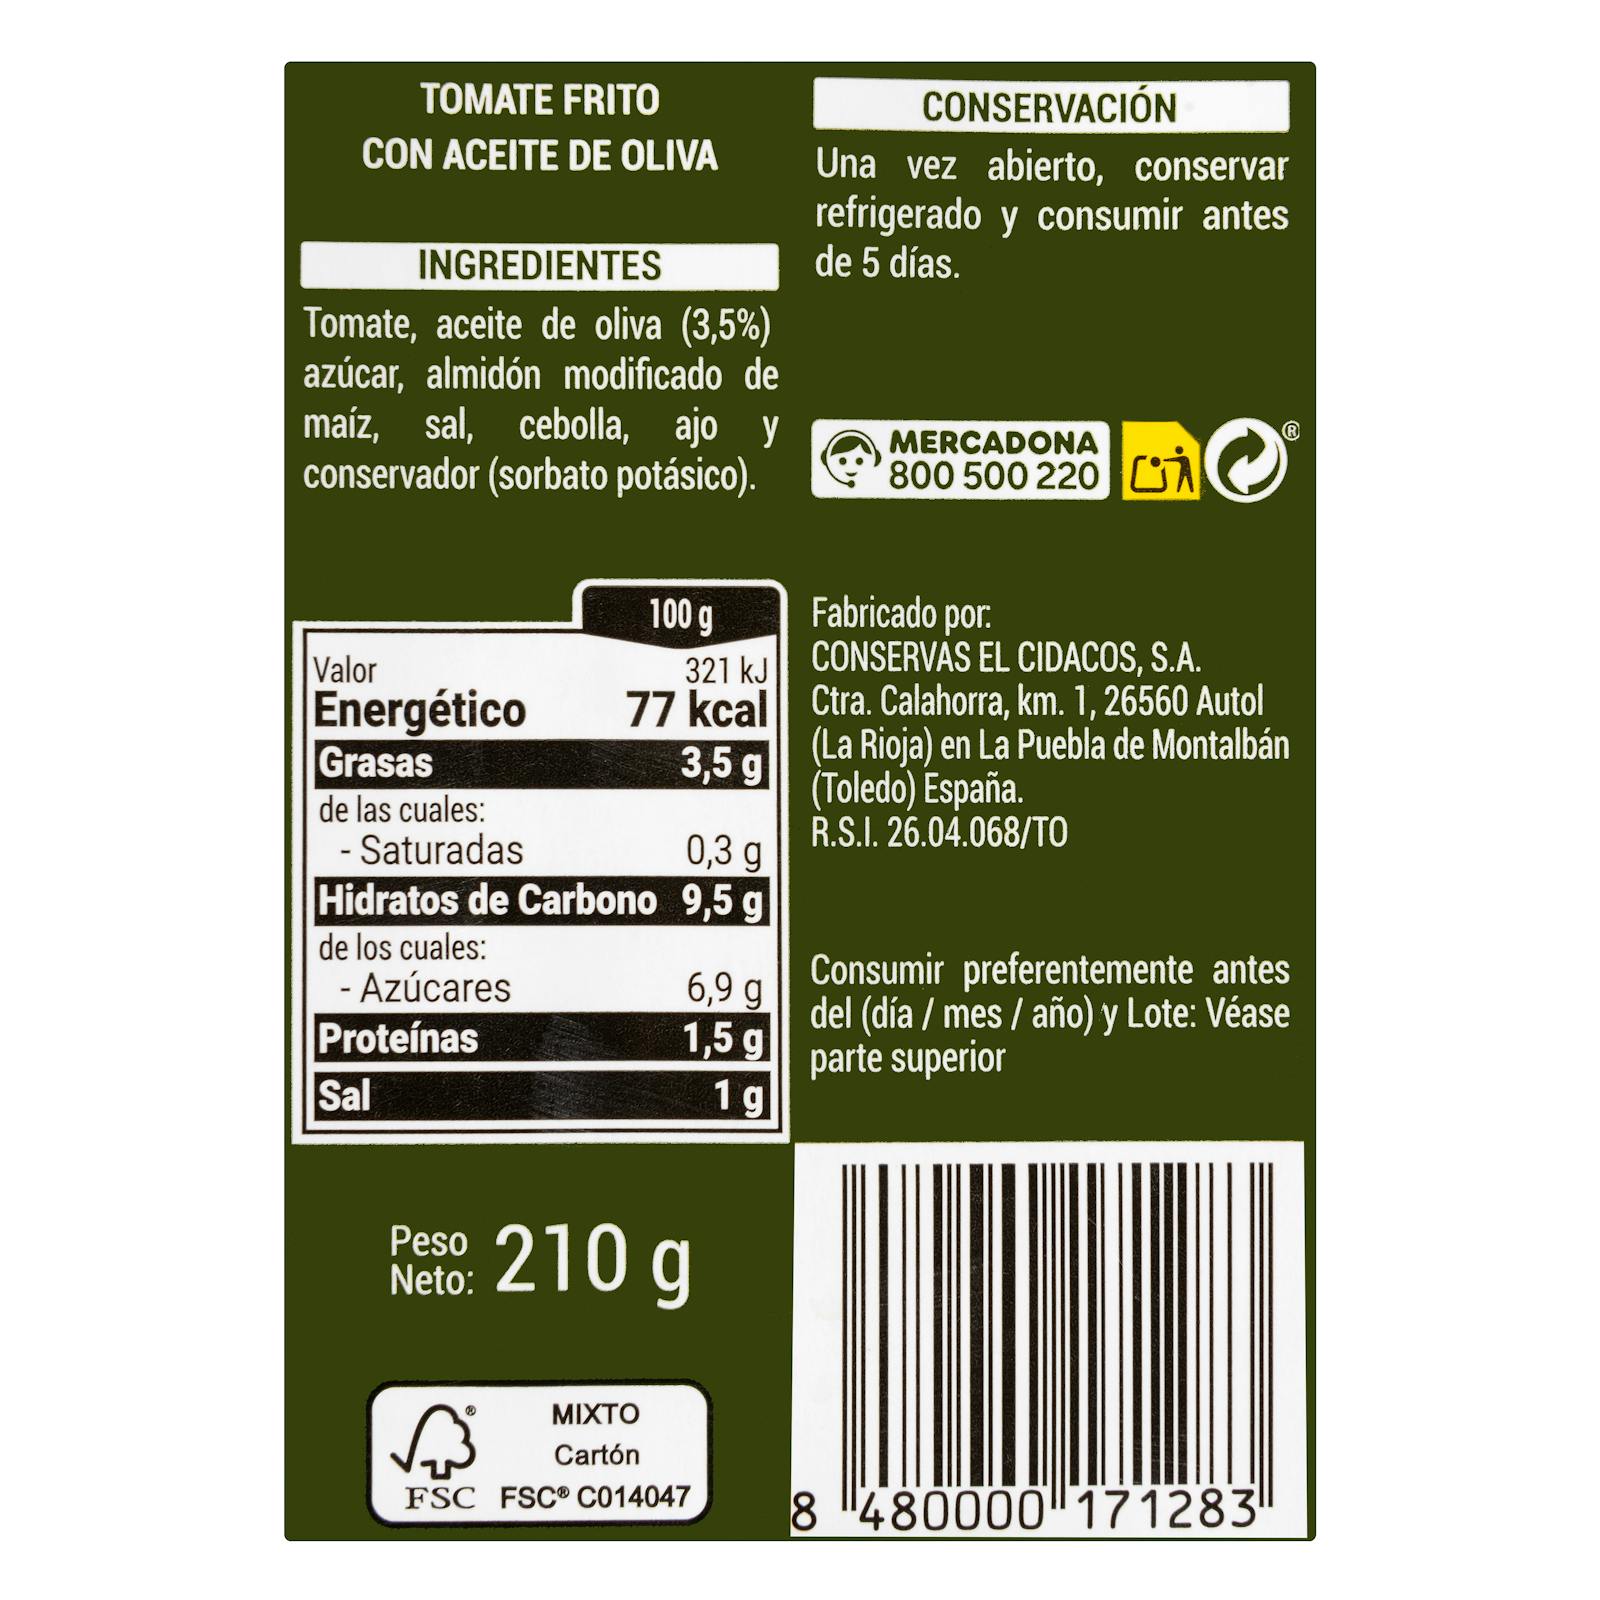 TOMATE FRITO
CON ACEITE DE OLIVA
INGREDIENTES
Tomate, aceite de oliva (3,5%)
azúcar, almidón modificado de
maíz, sal, cebolla, ajo y
conservador (sorbato potásico).
100 g
Valor 321 kJ
Energético 77 kcal
Grasas 3,5 g
de las cuales:
- Saturadas 0,3 g
Hidratos de Carbono 9,5 g
de los cuales:
- Azúcares 6,9 g
Proteínas 1,5 g
Sal 1 g
Peso
Neto: 210 g
MIXTO
Cartón
FSC® C014047
®
FSC
CONSERVACIÓN
Una vez abierto, conservar
refrigerado y consumir antes
de 5 días.
MERCADONA
800 500 220
®
Fabricado por:
CONSERVAS EL CIDACOS, S.A.
Ctra. Calahorra, km. 1, 26560 Autol
(La Rioja) en La Puebla de Montalbán
(Toledo) España.
R.S.I. 26.04.068/TO
Consumir preferentemente antes
del (día / mes / año) y Lote: Véase
parte superior
8 480000 171283